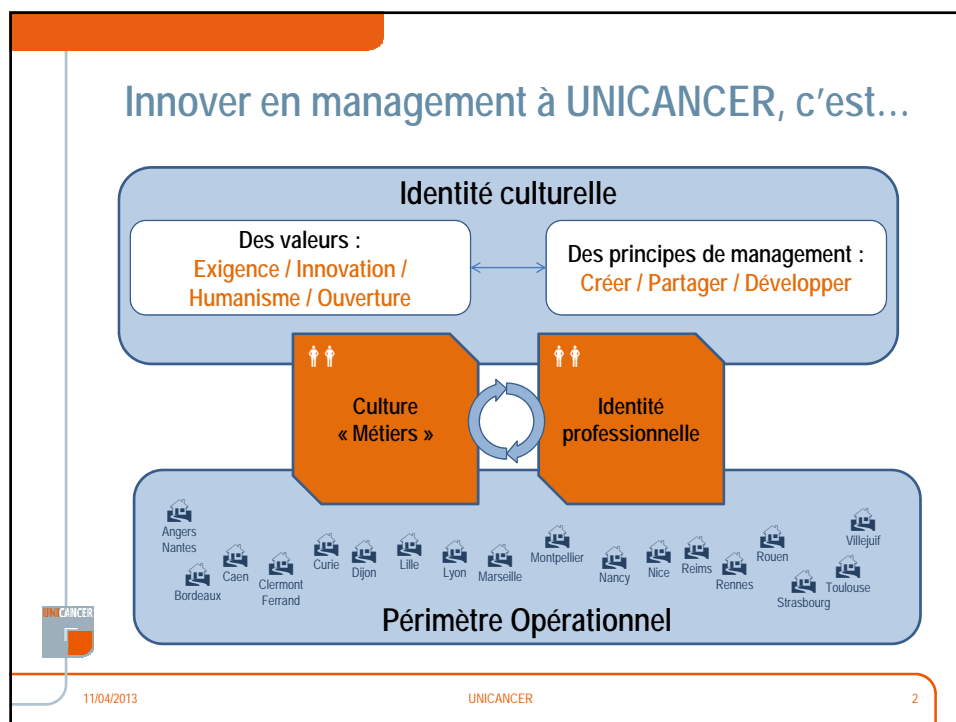 Innover en management à UNICANCER, c’est…
Identité culturelle
Des valeurs :
Exigence / Innovation /
Humanisme / Ouverture
Des principes de management :
Créer / Partager / Développer
Culture
« Métiers »
Identité
professionnelle
Angers
Nantes
Bordeaux
Caen
Clermont
Ferrand
Curie
Dijon
Lille
Lyon
Marseille
Montpellier
Nancy
Nice
Reims
Rennes
Rouen
Strasbourg
Toulouse
Villejuif
Périmètre Opérationnel
UNICANCER
11/04/2013
UNICANCER
2